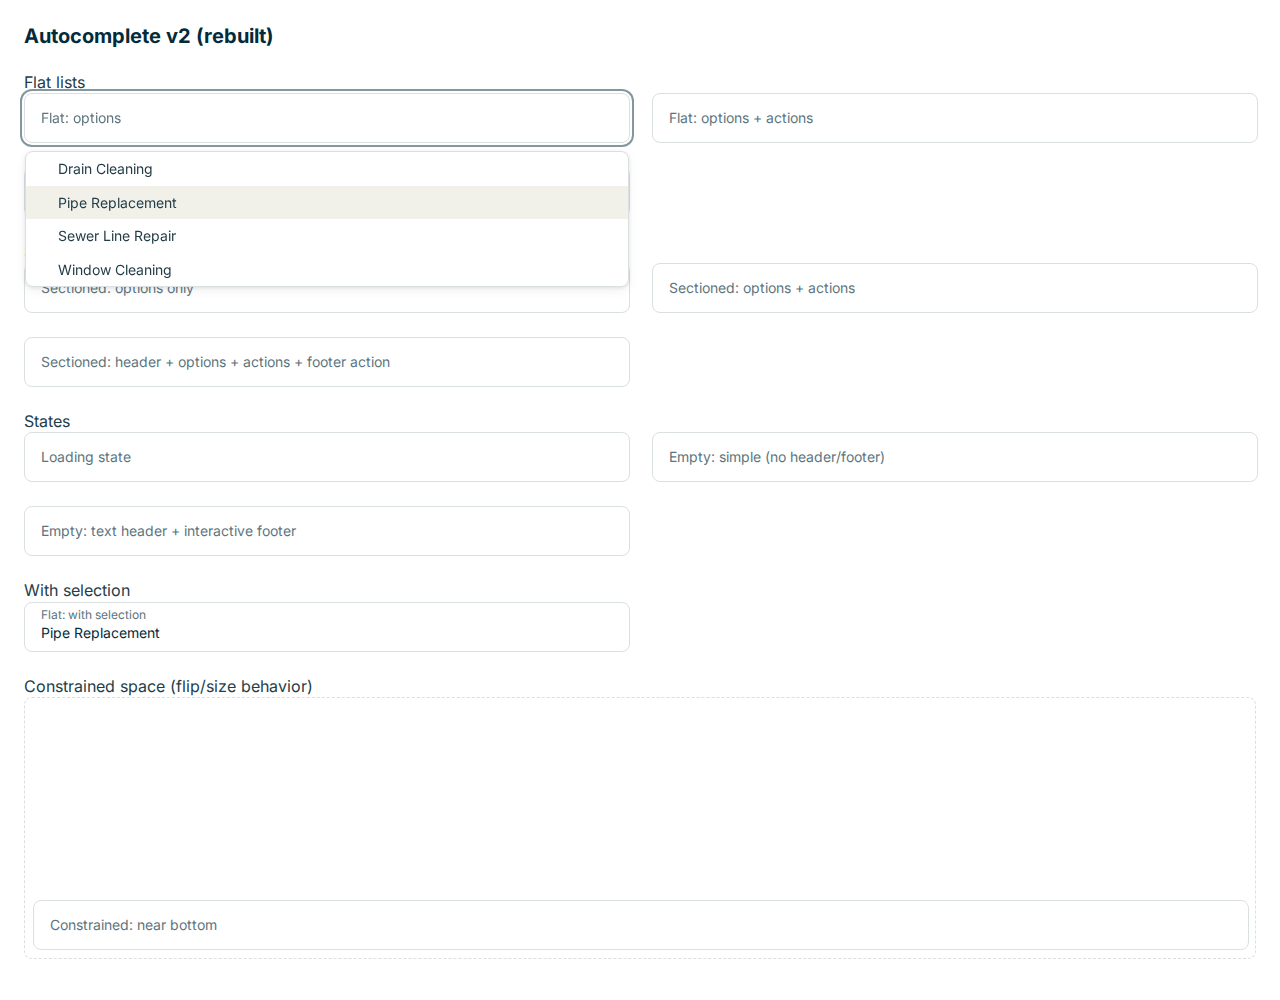 Autocomplete v2 (rebuilt)
Flat lists
Flat: options
Flat: options + actions
Drain Cleaning
Pipe Replacement
Sewer Line Repair
Window Cleaning
Sectioned: options only
Sectioned: options + actions
Sectioned: header + options + actions + footer action
States
Loading state
Empty: simple (no header/footer)
Empty: text header + interactive footer
With selection
Flat: with selection
Pipe Replacement
Constrained space (flip/size behavior)
Constrained: near bottom